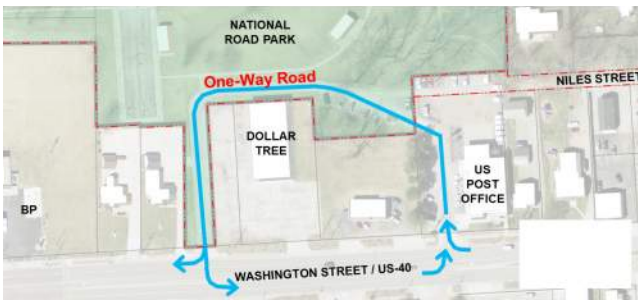 NATIONAL
ROAD PARK
One-Way Road
NILES STREET
DOLLAR
TREE
US
POST
OFFICE
BP
WASHINGTON STREET / US-40